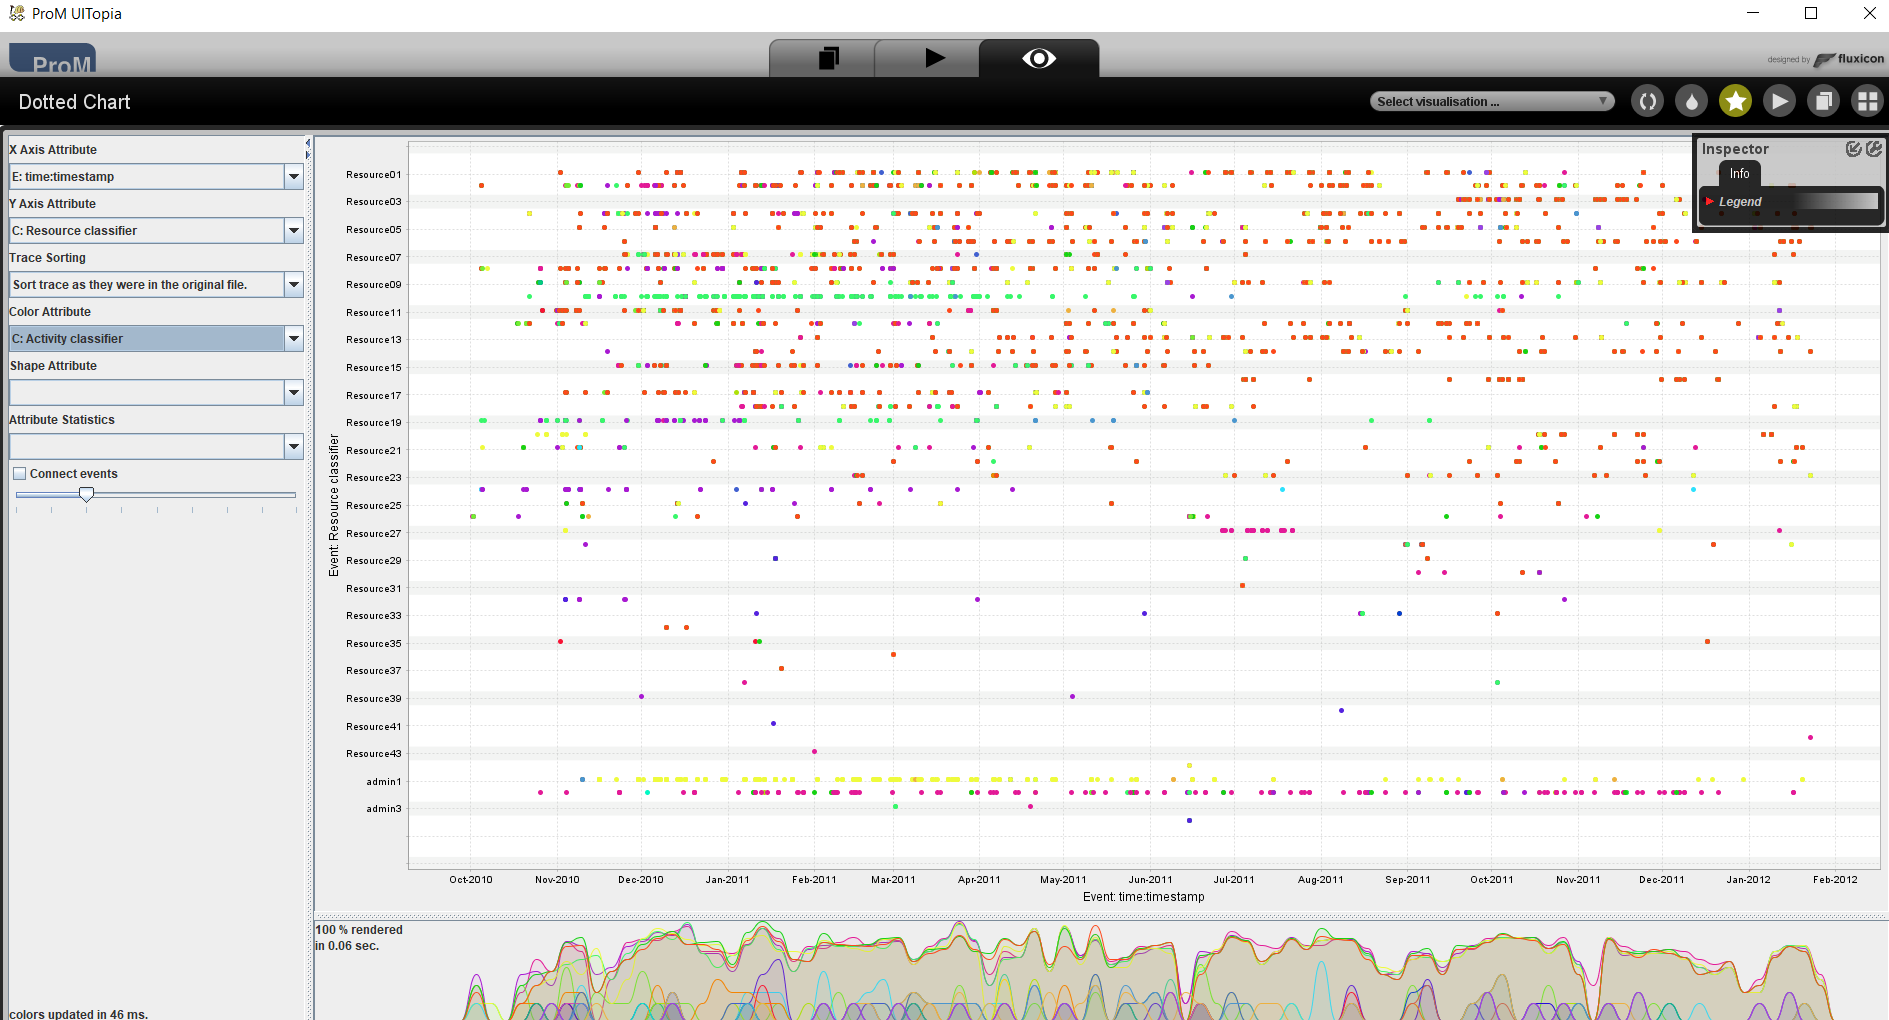 ProM UITopia
ProM
designed by fluxicon
Dotted Chart
Select visualisation ...
X Axis Attribute
E: time:timestamp
Y Axis Attribute
C: Resource classifier
Trace Sorting
Sort trace as they were in the original file.
Color Attribute
C: Activity classifier
Shape Attribute
Attribute Statistics
Connect events
colors updated in 46 ms.
Inspector
Info
Legend
Event: Resource classifier
Resource01
Resource03
Resource05
Resource07
Resource09
Resource11
Resource13
Resource15
Resource17
Resource19
Resource21
Resource23
Resource25
Resource27
Resource29
Resource31
Resource33
Resource35
Resource37
Resource39
Resource41
Resource43
admin1
admin3
Oct-2010 Nov-2010 Dec-2010 Jan-2011 Feb-2011 Mar-2011 Apr-2011 May-2011 Jun-2011 Jul-2011 Aug-2011 Sep-2011 Oct-2011 Nov-2011 Dec-2011 Jan-2012 Feb-2012
Event: time:timestamp
100 % rendered
in 0.06 sec.